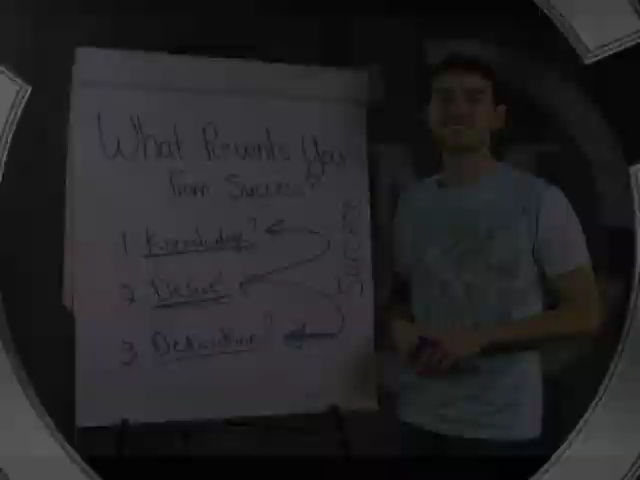 What Prevents You
From Success?
1. Knowledge?
2. Desire?
3. Dedication?